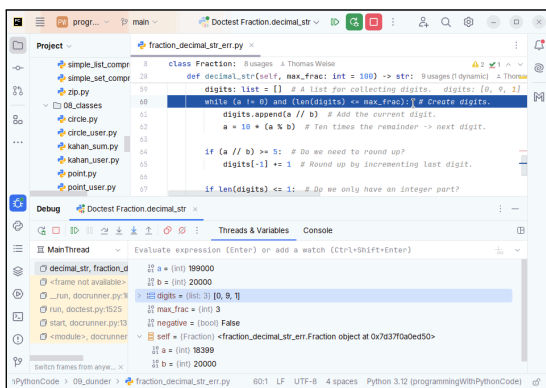 PC
PW
progr...
main
Doctest Fraction.decimal_str
Project
fraction_decimal_str_err.py
simple_list_compr
simple_set_compr
zip.py
08_classes
circle.py
circle_user.py
kahan_sum.py
kahan_user.py
point.py
point_user.py
8 class Fraction: 8 usages Thomas Weise
2 1
28 def decimal_str(self, max_frac: int = 100) -> str: 8 usages (1 dynamic)
59 digits: list = [] # A list for collecting digits. digits: [0, 9, 1]
60 while (a != 0) and (len(digits) <= max_frac): # Create digits.
61 digits.append(a // b) # Add the current digit.
a = 10 * (a % b) # Ten times the remainder -> next digit.
64 if (a // b) >= 5: # Do we need to round up?
65 digits[-1] += 1 # Round up by incrementing last digit.
67 if len(digits) <= 1: # Do we only have an integer part?
Debug
Doctest Fraction.decimal_str
Threads & Variables
Console
MainThread
Evaluate expression (Enter) or add a watch (Ctrl+Shift+Enter)
decimal_str, fraction_d
<frame not available>
__run, docrunner.py:1
run, doctest.py:1525
start, docrunner.py:13
<module>, docrunner
Switch frames from anyw...
a = {int} 199000
b = {int} 20000
digits = {list: 3} [0, 9, 1]
max_frac = {int} 3
negative = {bool} False
self = {Fraction} <fraction_decimal_str_err.Fraction object at 0x7d37f0a0ed50>
a = {int} 18399
b = {int} 20000
nPythonCode > 09_dunder > fraction_decimal_str_err.py
60:1 LF UTF-8 4 spaces Python 3.12 (programmingWithPythonCode)